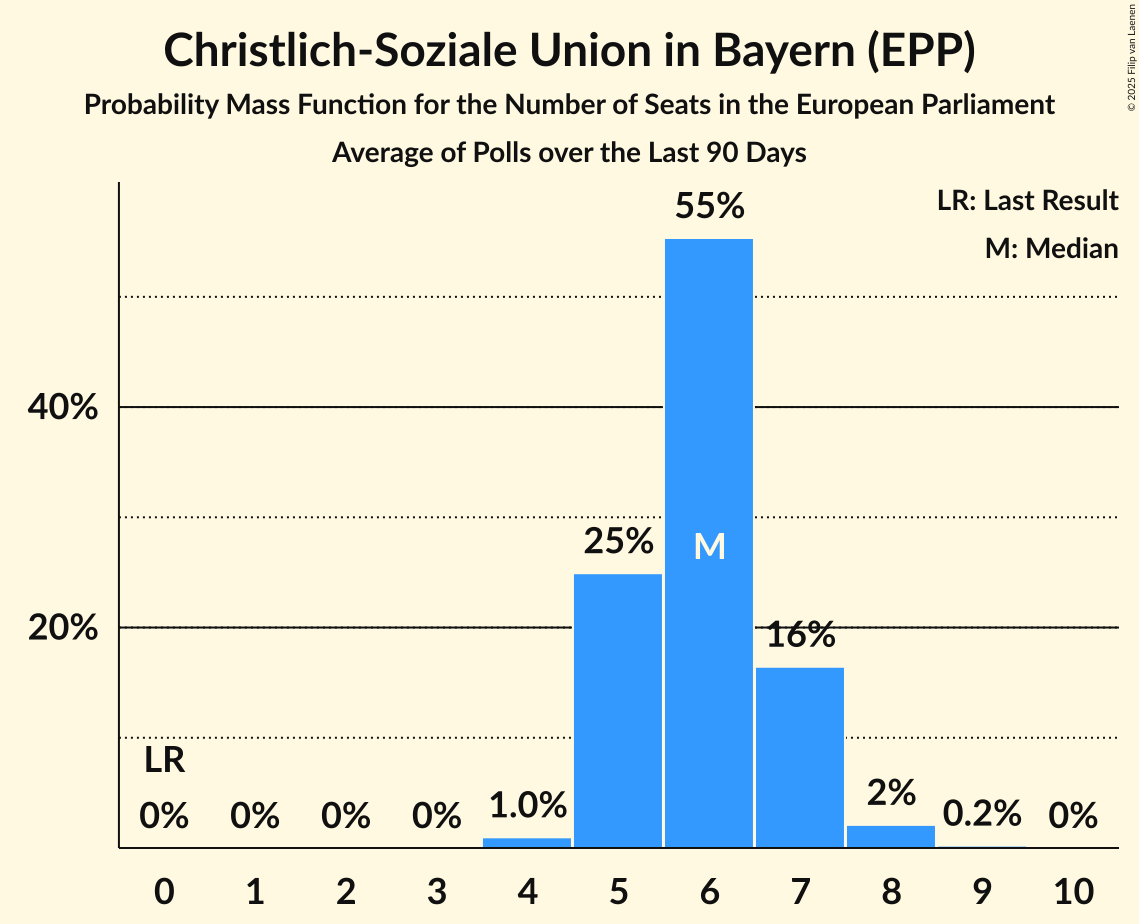 Christlich-Soziale Union in Bayern (EPP)
Probability Mass Function for the Number of Seats in the European Parliament
Average of Polls over the Last 90 Days
© 2025 Filip van Laenen
LR: Last Result
M: Median
55%
40%
25%
M
20%
16%
LR
0%
0%
0%
0%
1.0%
2%
0.2%
0%
0 1 2 3 4 5 6 7 8 9 10